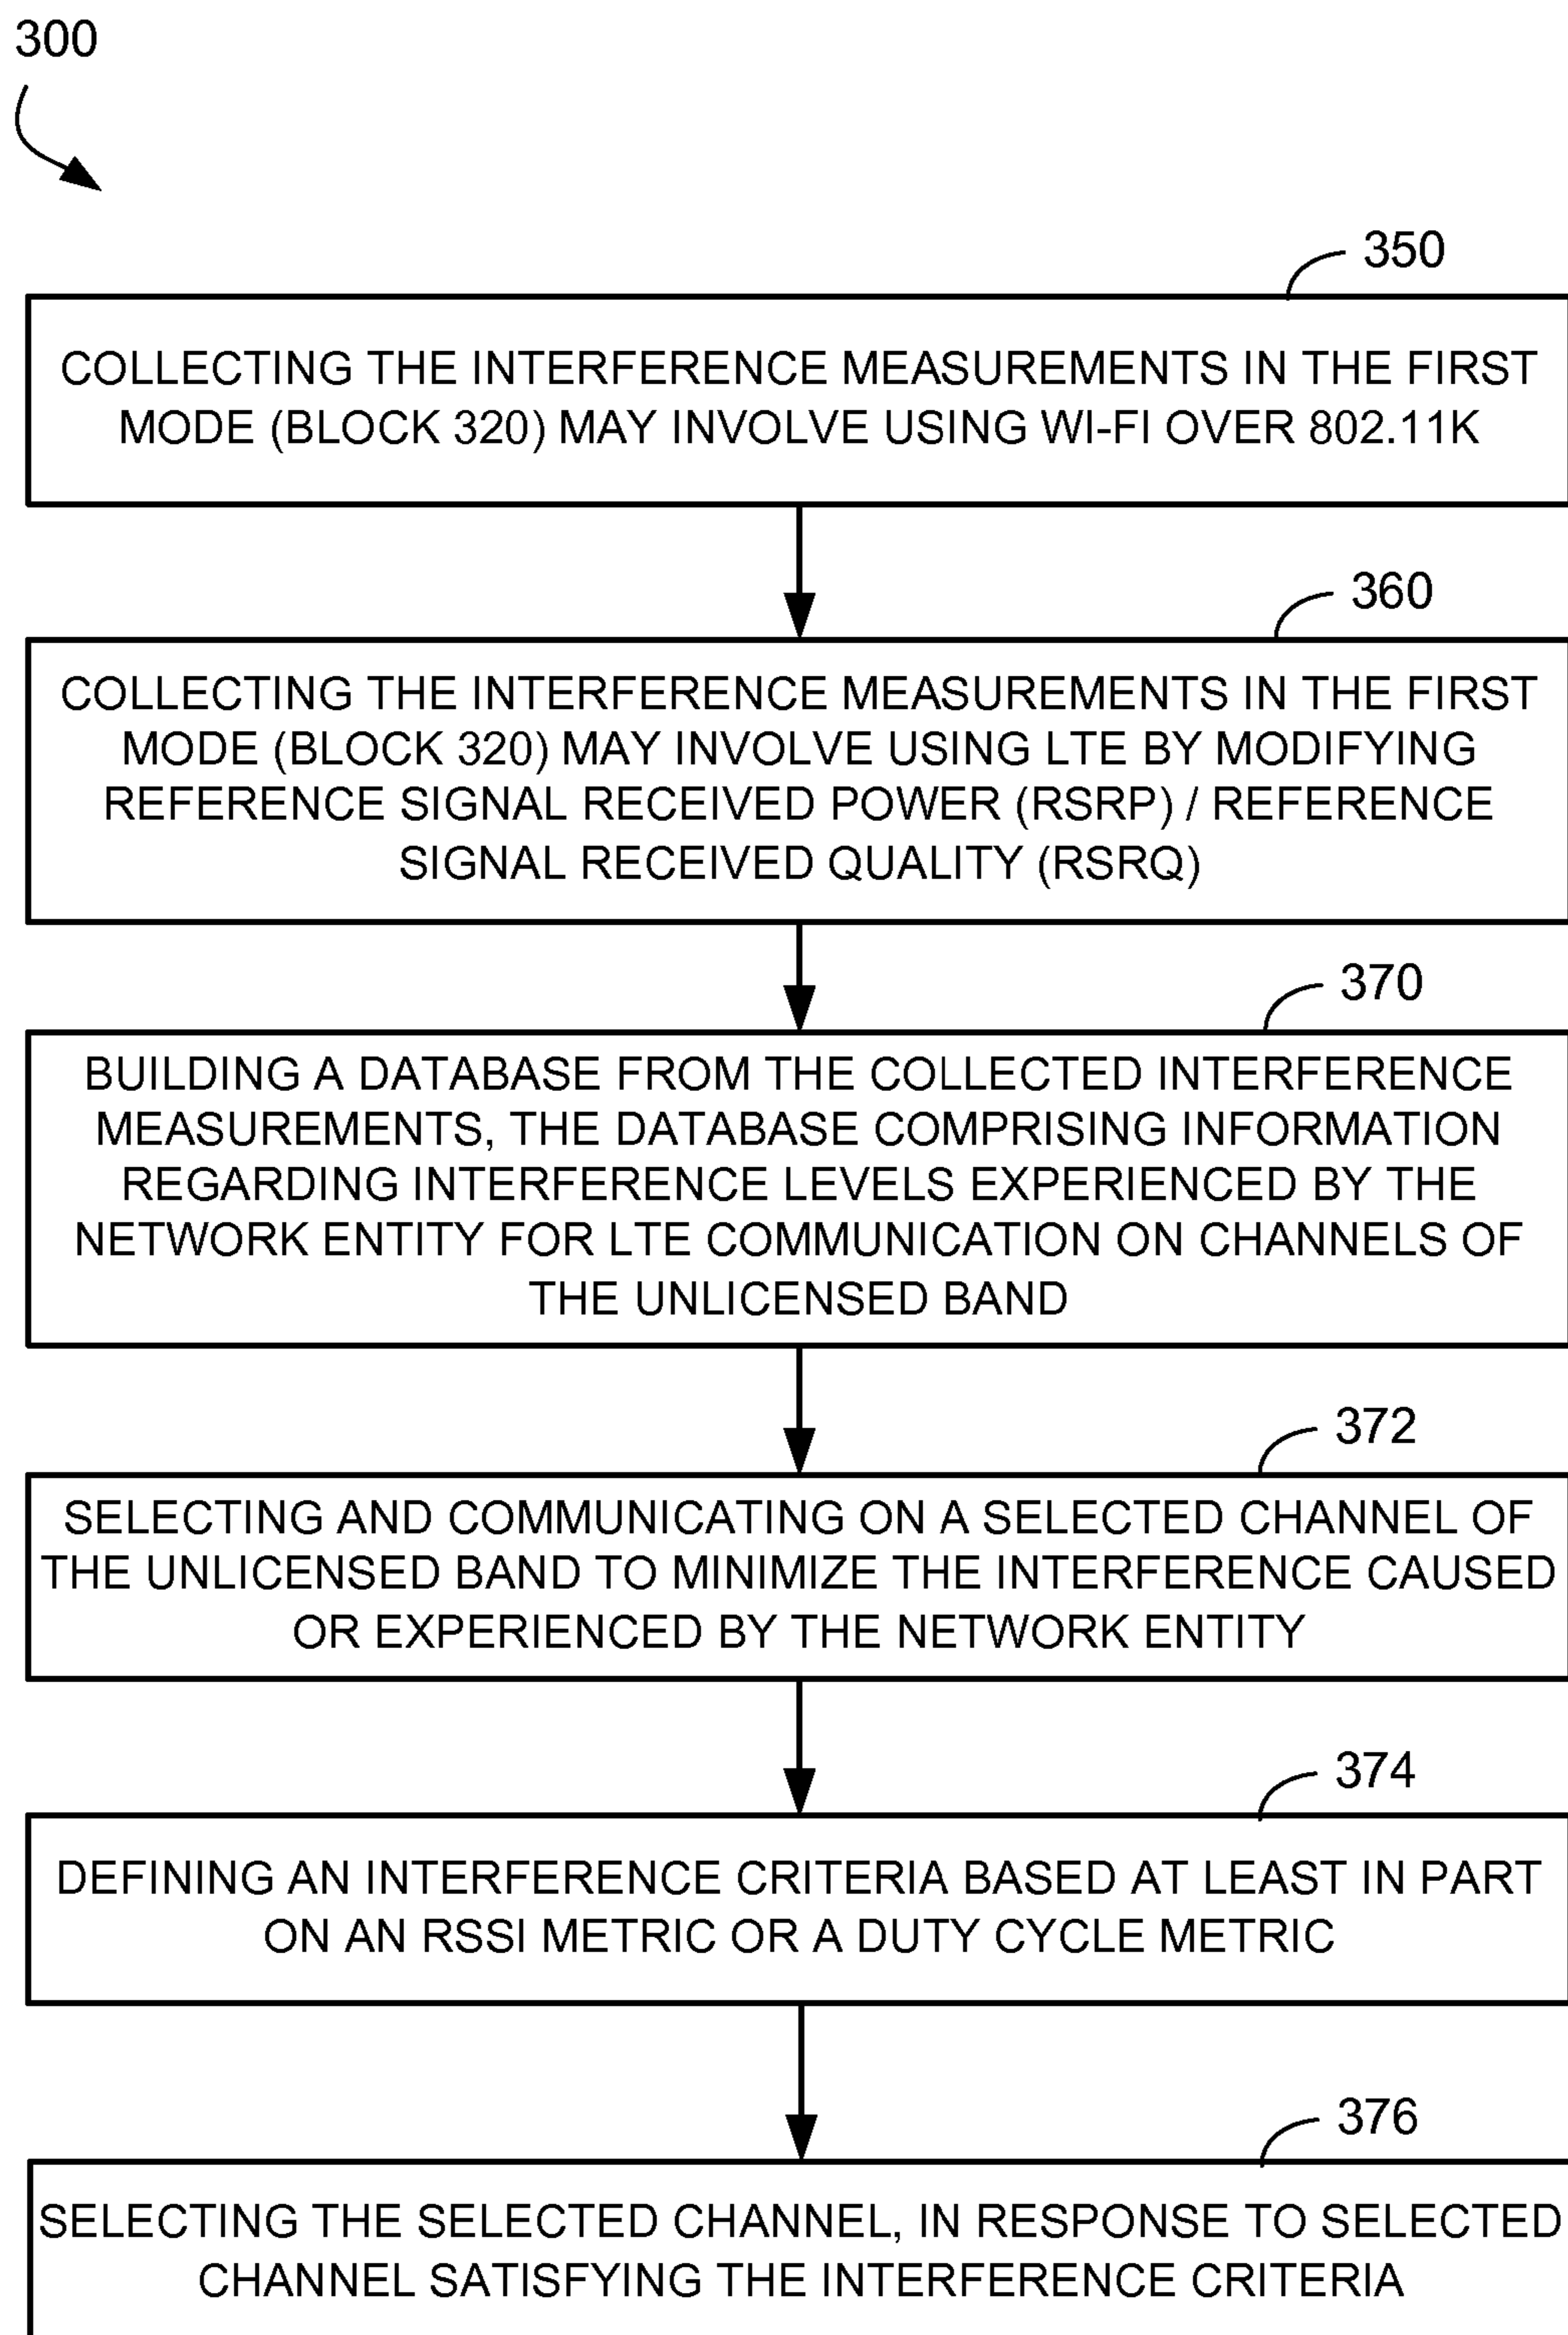 300
350
COLLECTING THE INTERFERENCE MEASUREMENTS IN THE FIRST
MODE (BLOCK 320) MAY INVOLVE USING WI-FI OVER 802.11K
360
COLLECTING THE INTERFERENCE MEASUREMENTS IN THE FIRST
MODE (BLOCK 320) MAY INVOLVE USING LTE BY MODIFYING
REFERENCE SIGNAL RECEIVED POWER (RSRP) / REFERENCE
SIGNAL RECEIVED QUALITY (RSRQ)
370
BUILDING A DATABASE FROM THE COLLECTED INTERFERENCE
MEASUREMENTS, THE DATABASE COMPRISING INFORMATION
REGARDING INTERFERENCE LEVELS EXPERIENCED BY THE
NETWORK ENTITY FOR LTE COMMUNICATION ON CHANNELS OF
THE UNLICENSED BAND
372
SELECTING AND COMMUNICATING ON A SELECTED CHANNEL OF
THE UNLICENSED BAND TO MINIMIZE THE INTERFERENCE CAUSED
OR EXPERIENCED BY THE NETWORK ENTITY
374
DEFINING AN INTERFERENCE CRITERIA BASED AT LEAST IN PART
ON AN RSSI METRIC OR A DUTY CYCLE METRIC
376
SELECTING THE SELECTED CHANNEL, IN RESPONSE TO SELECTED
CHANNEL SATISFYING THE INTERFERENCE CRITERIA